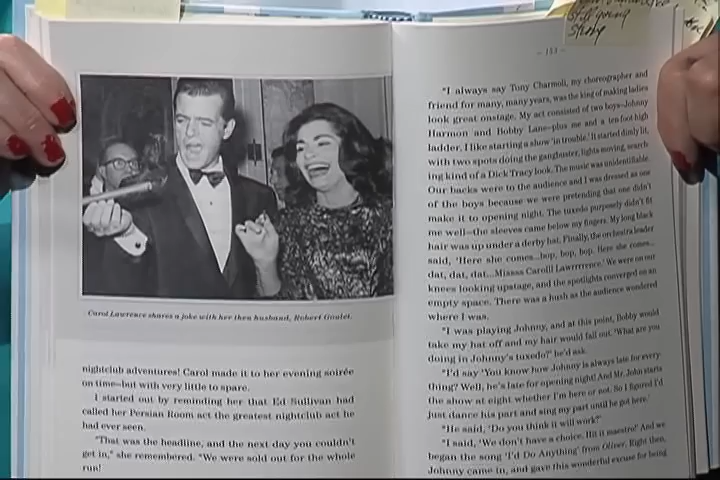 still going
strong
Carol Lawrence shares a joke with her then husband, Robert Goulet.
nightclub adventures! Carol made it to her evening soirée
on time—but with very little to spare.
I started out by reminding her that Ed Sullivan had
called her Persian Room act the greatest nightclub act he
had ever seen.
"That was the headline, and the next day you couldn't
get in," she remembered. "We were sold out for the whole
run!
– 153 –
"I always say Tony Charmoli, my choreographer and
friend for many, many years, was the king of making ladies
look great onstage. My act consisted of two boys—Johnny
Harmon and Bobby Lane—plus me and a ten-foot high
ladder. I like starting a show 'in trouble.' It started dimly lit,
with two spots doing the gangbuster, lights moving, search
ing kind of a Dick Tracy look. The music was unidentifiable.
Our backs were to the audience and I was dressed as one
of the boys because we were pretending that one didn't
make it to opening night. The tuxedo purposely didn't fit
me well—the sleeves came below my fingers. My long black
hair was up under a derby hat. Finally, the orchestra leader
said, 'Here she comes...bop, bop, bop. Here she comes...
dat, dat, dat...Missss Carolll Lawrrrrence.' We were on our
knees looking upstage, and the spotlights converged on an
empty space. There was a hush as the audience wondered
where I was.
"I was playing Johnny, and at this point, Bobby would
take my hat off and my hair would fall out. 'What are you
doing in Johnny's tuxedo?' he'd ask.
"I'd say 'You know how Johnny is always late for every
thing? Well, he's late for opening night! And Mr. John starts
the show at eight whether I'm here or not. So I figured I'd
just dance his part and sing my part until he got here.'
"He said, 'Do you think it will work?'
"I said, 'We don't have a choice. Hit it maestro!' And we
began the song 'I'd Do Anything' from Oliver. Right then,
Johnny came in, and gave this wonderful excuse for being